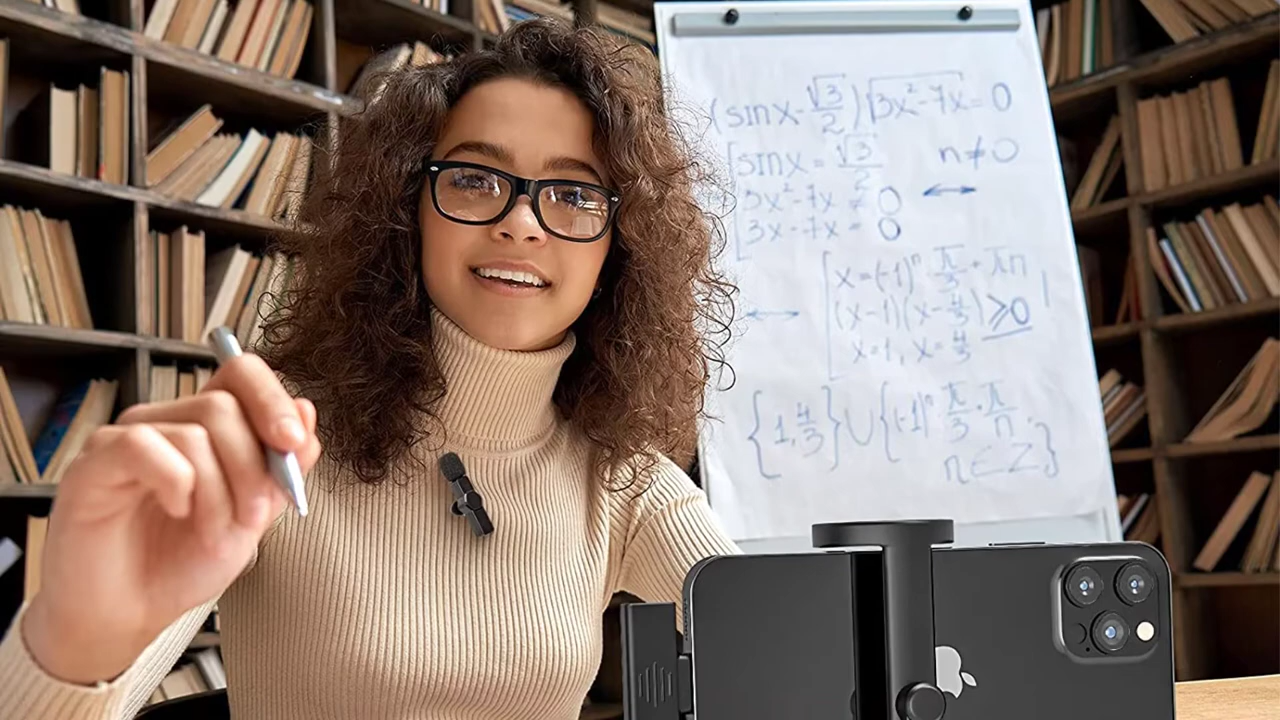 (sinx-√3/2)√3x²-7x=0
sinx=√3/2 n≠0
3x²-7x≠0 ↔
3x-7x=0
x=(-1)ⁿ π/3+πn
(x-1)(x-4/3)≥0
x=1, x=4/3
{1,4/3}∪{(-1)ⁿ π/3·π/n,
n∈Z}